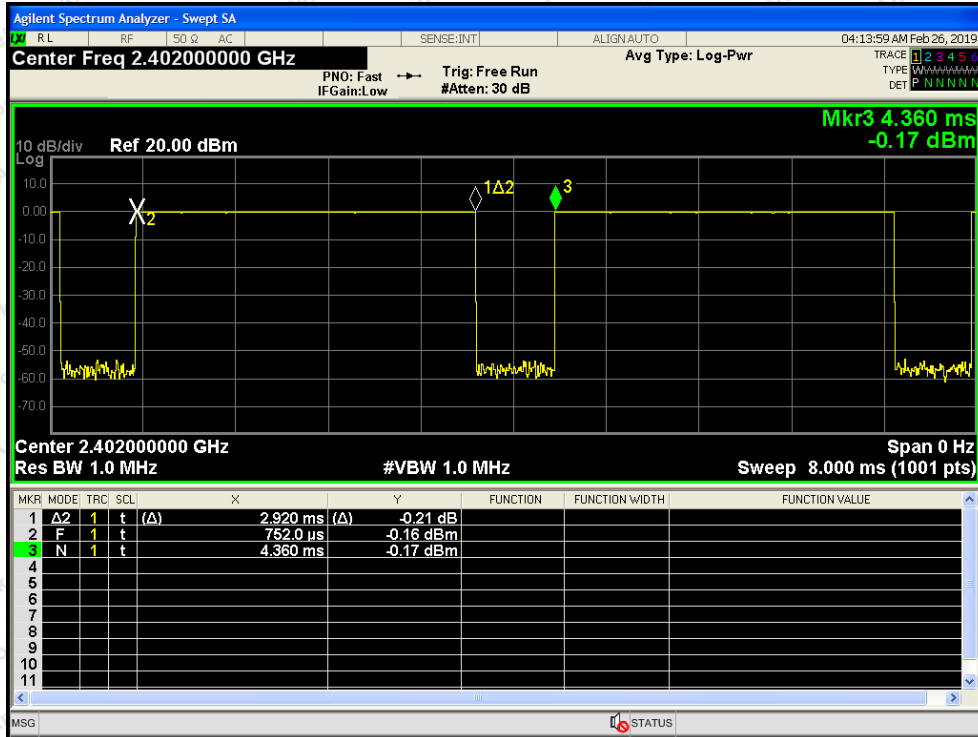 Agilent Spectrum Analyzer - Swept SA
LXI RL RF 50 Ω AC SENSE:INT ALIGN AUTO 04:13:59 AM Feb 26, 2019
Center Freq 2.402000000 GHz Avg Type: Log-Pwr TRACE 1 2 3 4 5 6
PNO: Fast Trig: Free Run TYPE WWWWWW
IFGain:Low #Atten: 30 dB DET P N N N N N
Mkr3 4.360 ms
10 dB/div Ref 20.00 dBm -0.17 dBm
Log
10.0
1Δ2 3
0.00
2
-10.0
-20.0
-30.0
-40.0
-50.0
-60.0
-70.0
Center 2.402000000 GHz Span 0 Hz
Res BW 1.0 MHz #VBW 1.0 MHz Sweep 8.000 ms (1001 pts)
MKR MODE TRC SCL X Y FUNCTION FUNCTION WIDTH FUNCTION VALUE
1 Δ2 1 t (Δ) 2.920 ms (Δ) -0.21 dB
2 F 1 t 752.0 µs -0.16 dBm
3 N 1 t 4.360 ms -0.17 dBm
4
5
6
7
8
9
10
11
MSG STATUS